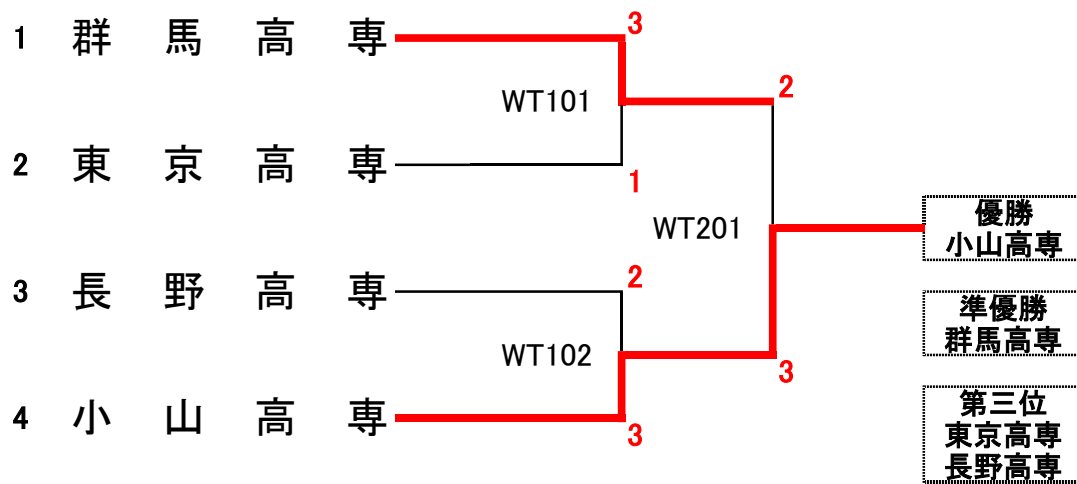 1 群馬高専
3
WT101
2
2 東京高専
1
WT201
優勝
小山高専
3 長野高専
2
準優勝
群馬高専
WT102
3
4 小山高専
3
第三位
東京高専
長野高専